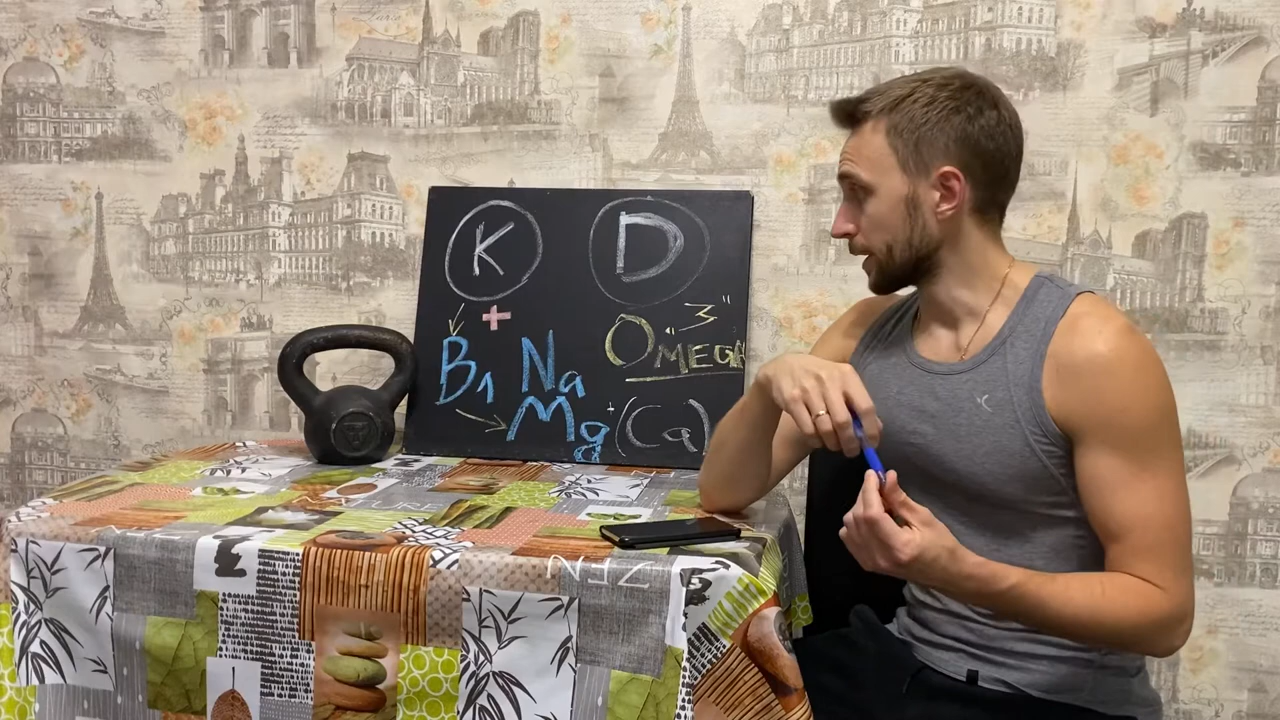 K D
+ "3"
OMEGA
B1 Na
Mg + (Ca)
ZEN